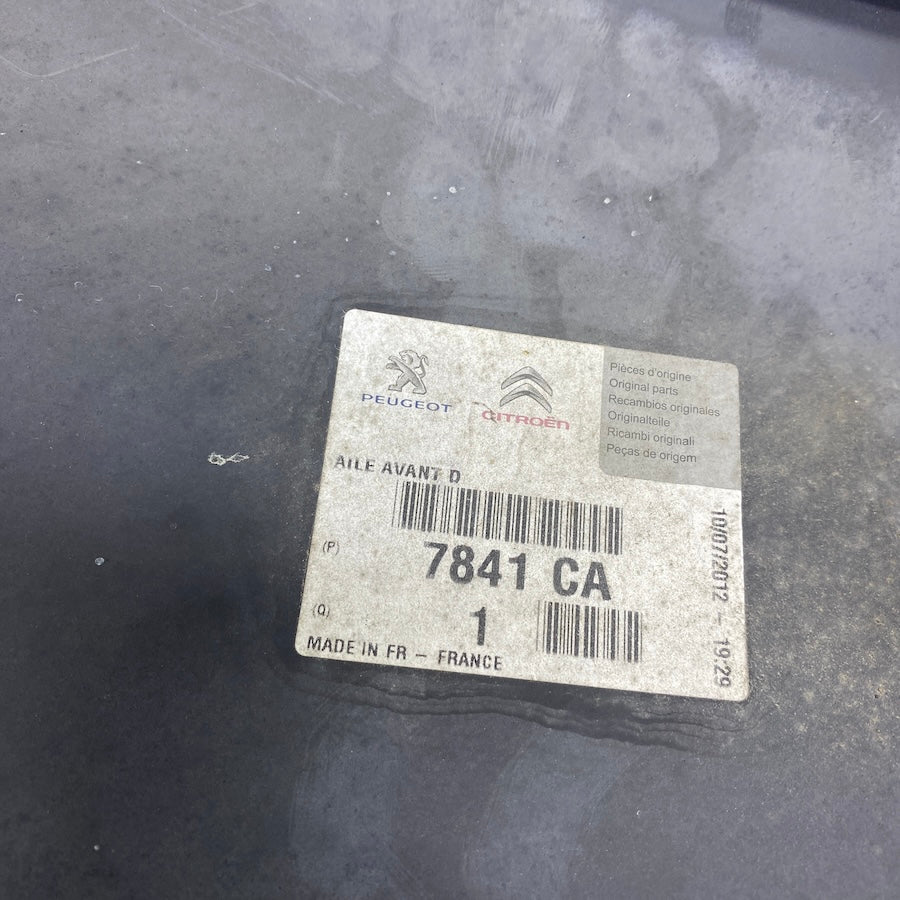 PEUGEOT
CITROËN
Pièces d'origine
Original parts
Recambios originales
Originalteile
Ricambi originali
Peças de origem
AILE AVANT D
(P)
7841 CA
(Q)
1
MADE IN FR - FRANCE
10/07/2012 - 19:29